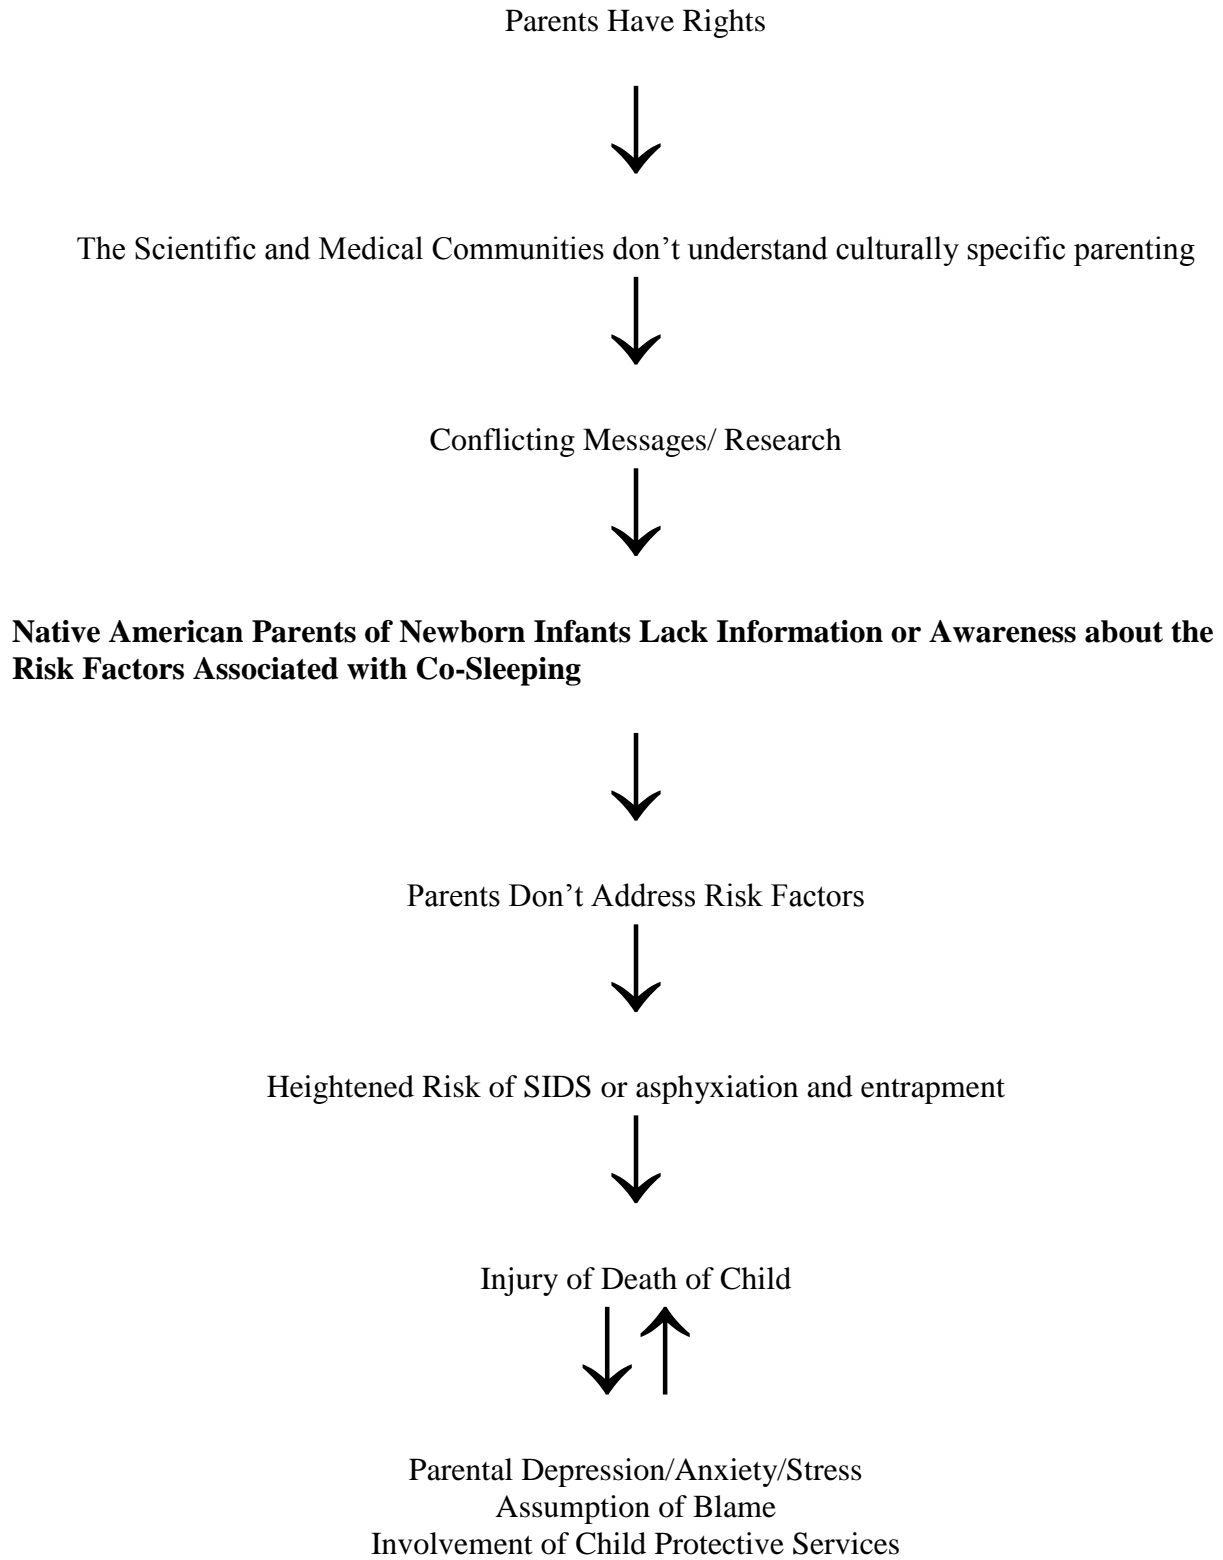 Parents Have Rights
The Scientific and Medical Communities don’t understand culturally specific parenting
Conflicting Messages/ Research
Native American Parents of Newborn Infants Lack Information or Awareness about the
Risk Factors Associated with Co-Sleeping
Parents Don’t Address Risk Factors
Heightened Risk of SIDS or asphyxiation and entrapment
Injury of Death of Child
Parental Depression/Anxiety/Stress
Assumption of Blame
Involvement of Child Protective Services